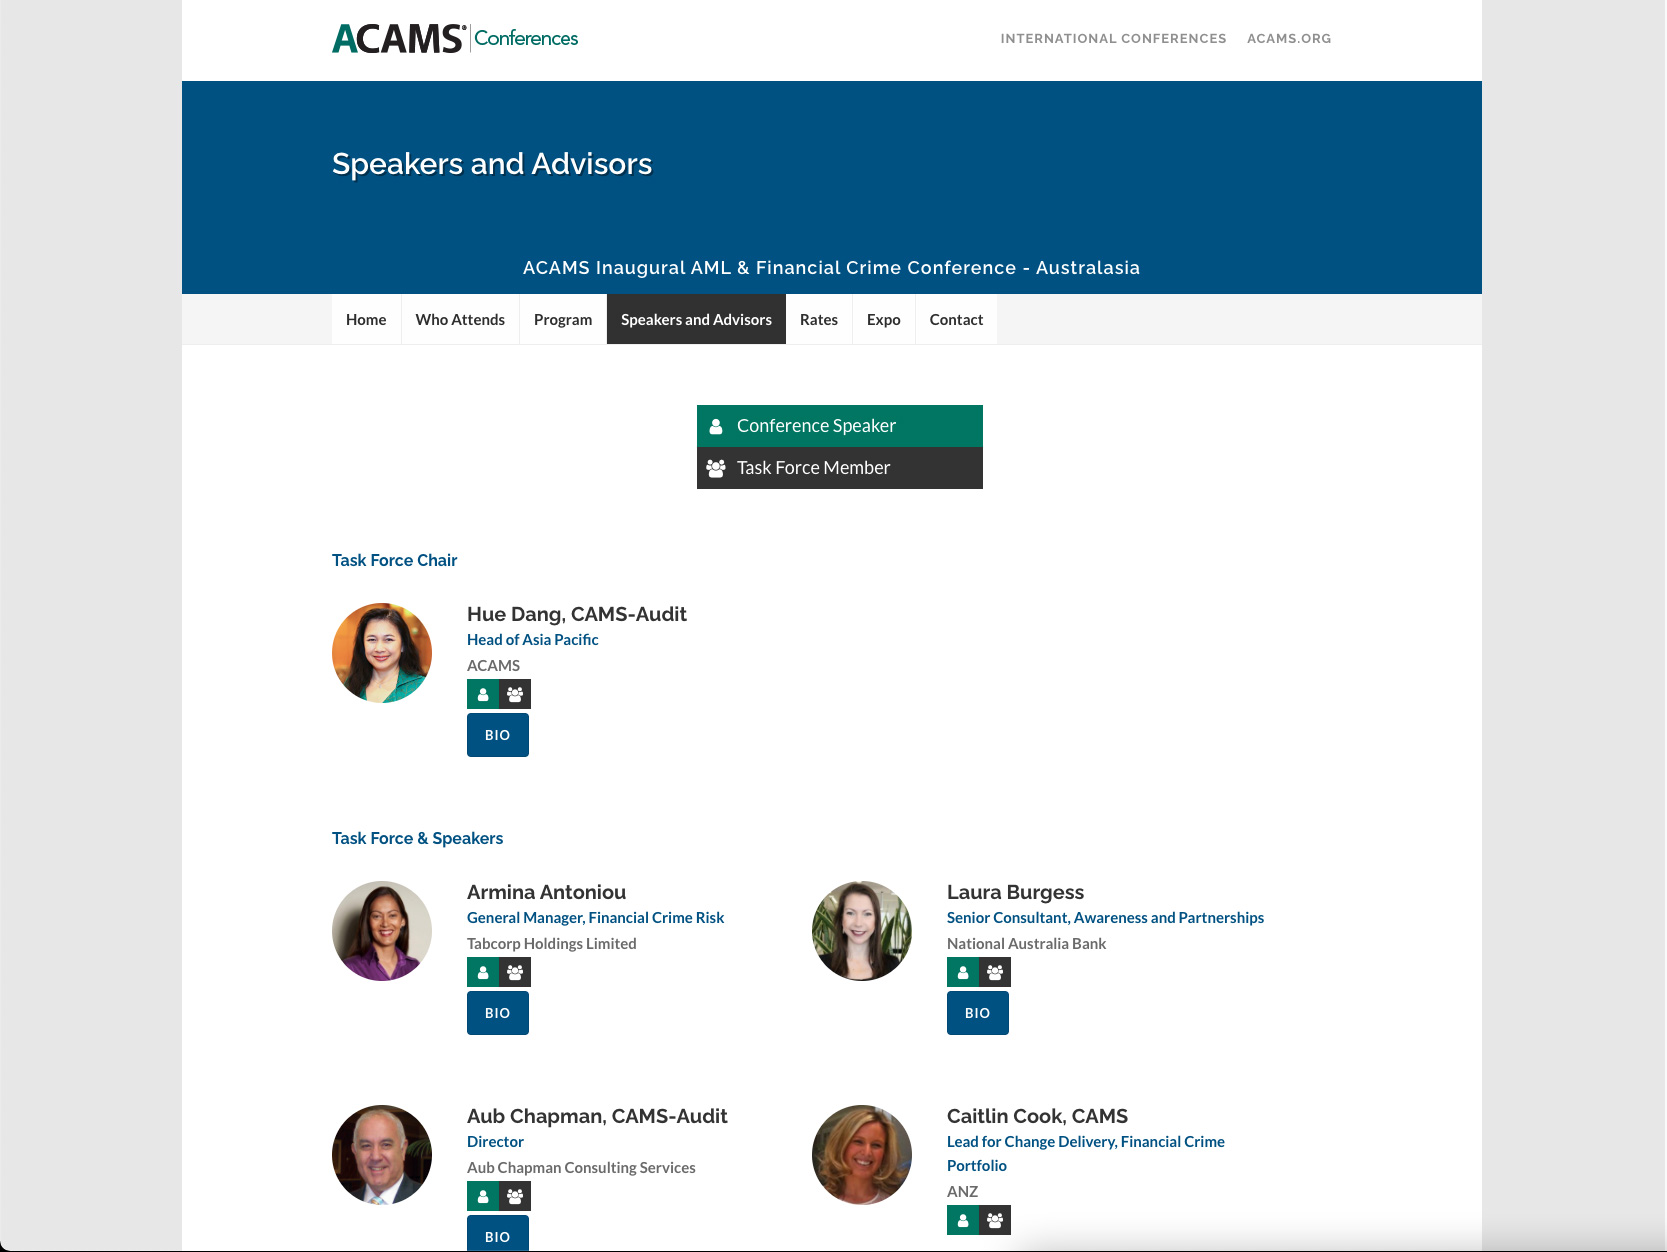 ACAMS® Conferences
INTERNATIONAL CONFERENCES ACAMS.ORG
Speakers and Advisors
ACAMS Inaugural AML & Financial Crime Conference - Australasia
Home Who Attends Program Speakers and Advisors Rates Expo Contact
Conference Speaker
Task Force Member
Task Force Chair
Hue Dang, CAMS-Audit
Head of Asia Pacific
ACAMS
BIO
Task Force & Speakers
Armina Antoniou
General Manager, Financial Crime Risk
Tabcorp Holdings Limited
BIO
Laura Burgess
Senior Consultant, Awareness and Partnerships
National Australia Bank
BIO
Aub Chapman, CAMS-Audit
Director
Aub Chapman Consulting Services
BIO
Caitlin Cook, CAMS
Lead for Change Delivery, Financial Crime
Portfolio
ANZ